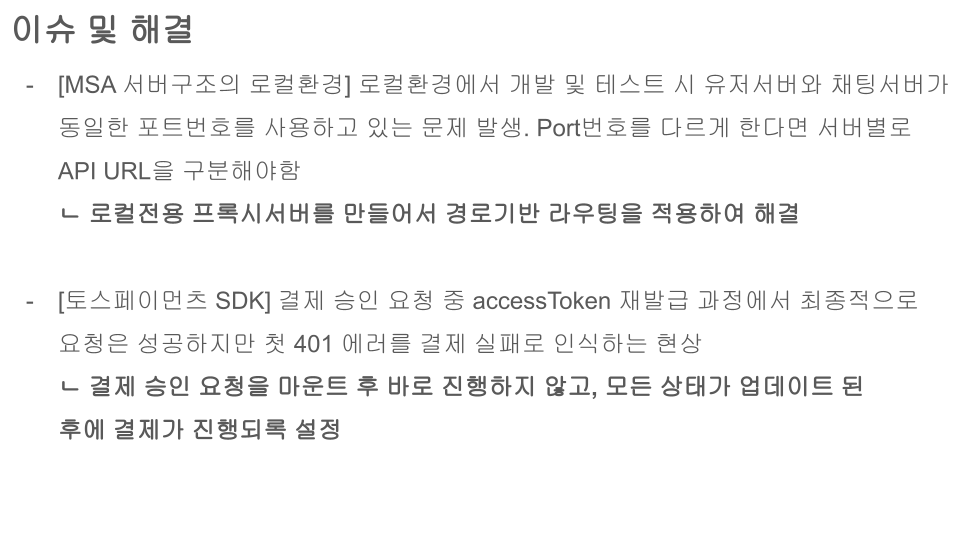 이슈 및 해결
- [MSA 서버구조의 로컬환경] 로컬환경에서 개발 및 테스트 시 유저서버와 채팅서버가
동일한 포트번호를 사용하고 있는 문제 발생. Port번호를 다르게 한다면 서버별로
API URL을 구분해야함
ㄴ 로컬전용 프록시서버를 만들어서 경로기반 라우팅을 적용하여 해결
- [토스페이먼츠 SDK] 결제 승인 요청 중 accessToken 재발급 과정에서 최종적으로
요청은 성공하지만 첫 401 에러를 결제 실패로 인식하는 현상
ㄴ 결제 승인 요청을 마운트 후 바로 진행하지 않고, 모든 상태가 업데이트 된
후에 결제가 진행되록 설정